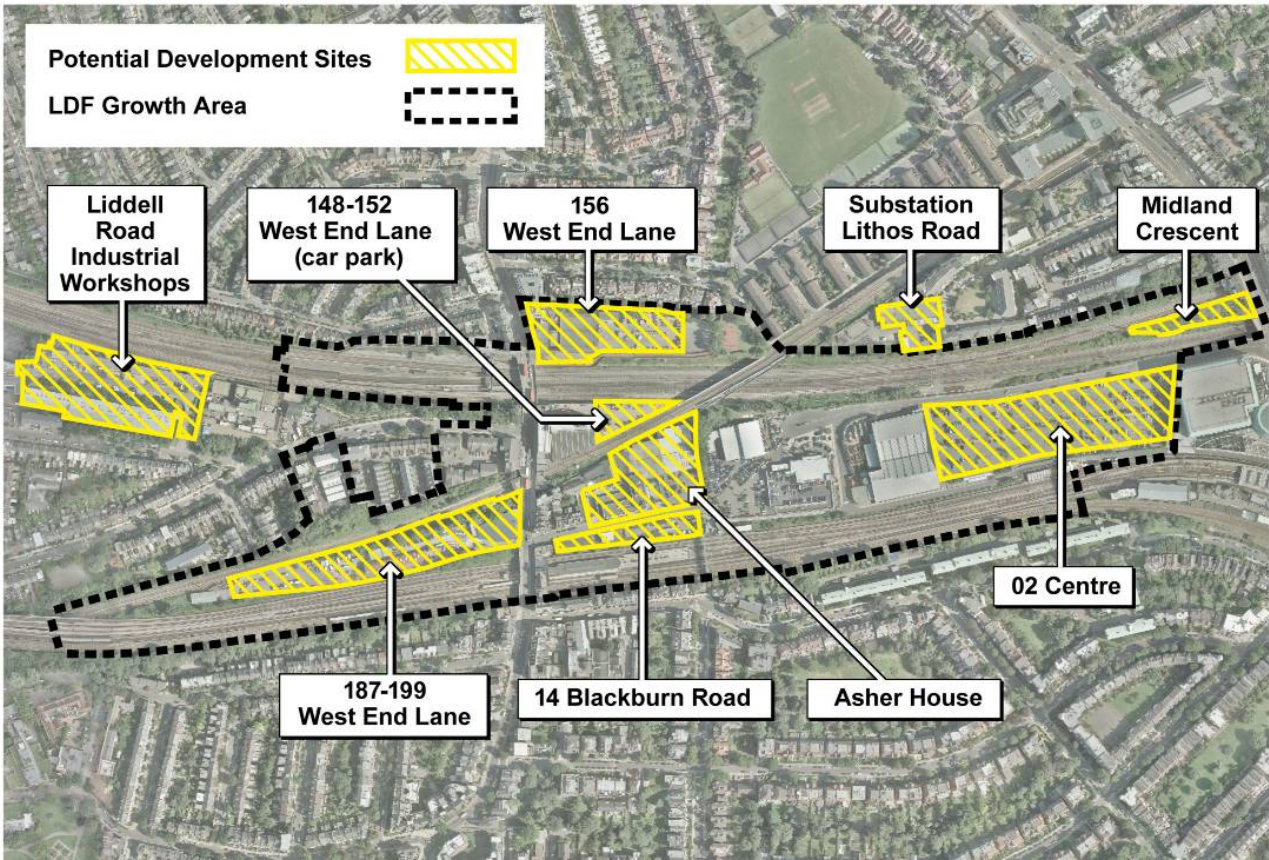 Potential Development Sites
LDF Growth Area
Liddell
Road
Industrial
Workshops
148-152
West End Lane
(car park)
156
West End Lane
Substation
Lithos Road
Midland
Crescent
02 Centre
187-199
West End Lane
14 Blackburn Road
Asher House